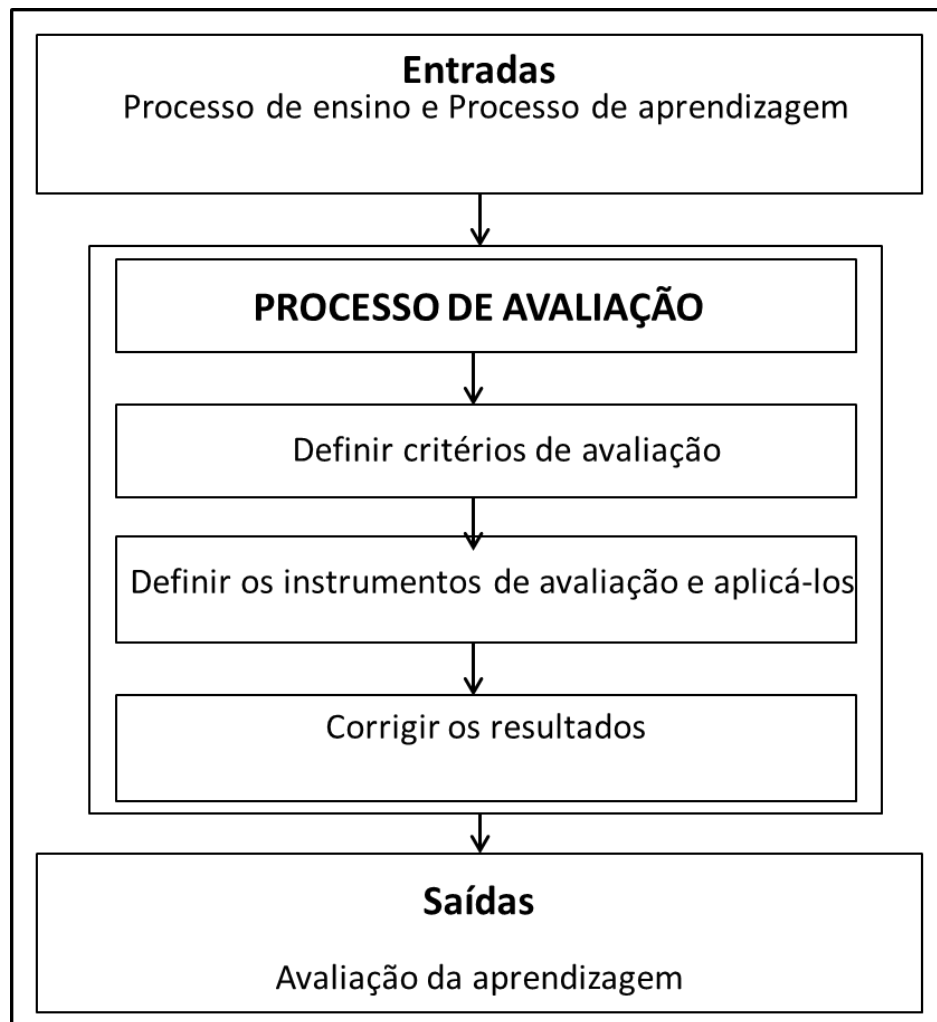 Entradas
Processo de ensino e Processo de aprendizagem
PROCESSO DE AVALIAÇÃO
Definir critérios de avaliação
Definir os instrumentos de avaliação e aplicá-los
Corrigir os resultados
Saídas
Avaliação da aprendizagem